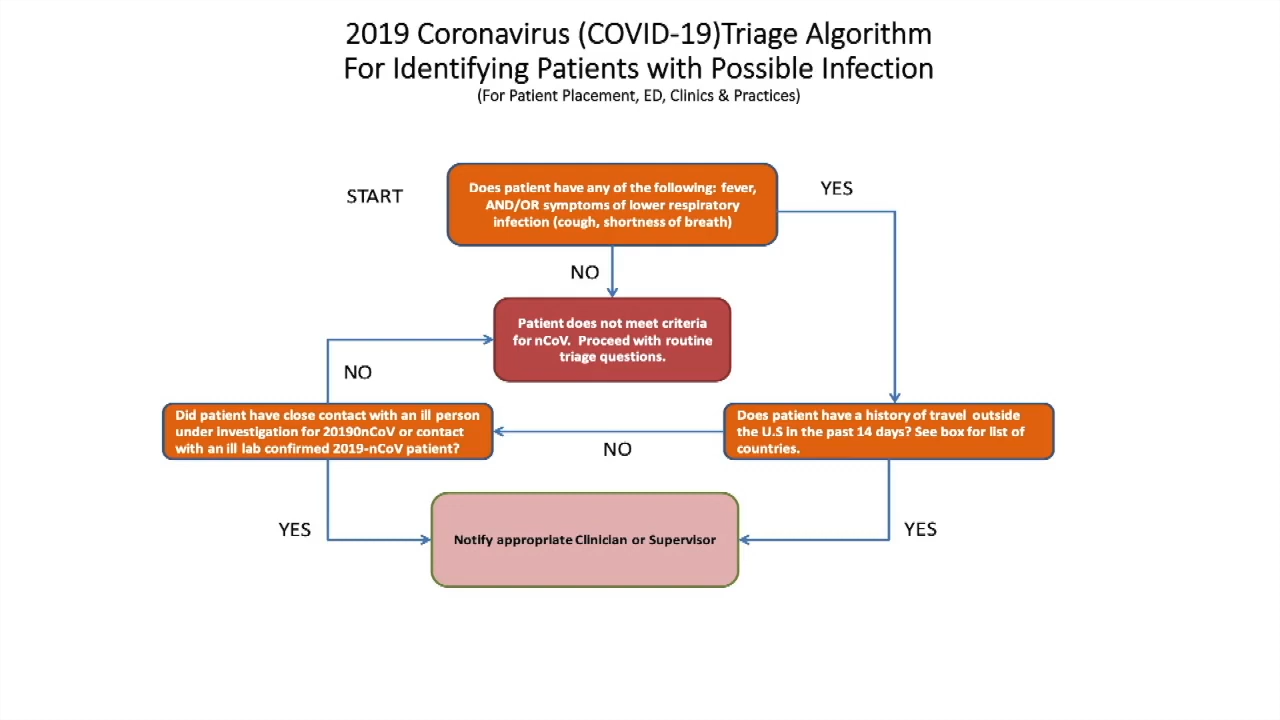 2019 Coronavirus (COVID-19)Triage Algorithm
For Identifying Patients with Possible Infection
(For Patient Placement, ED, Clinics & Practices)
START
Does patient have any of the following: fever,
AND/OR symptoms of lower respiratory
infection (cough, shortness of breath)
YES
NO
Patient does not meet criteria
for nCoV. Proceed with routine
triage questions.
NO
Did patient have close contact with an ill person
under investigation for 20190nCoV or contact
with an ill lab confirmed 2019-nCoV patient?
NO
Does patient have a history of travel outside
the U.S in the past 14 days? See box for list of
countries.
YES
Notify appropriate Clinician or Supervisor
YES